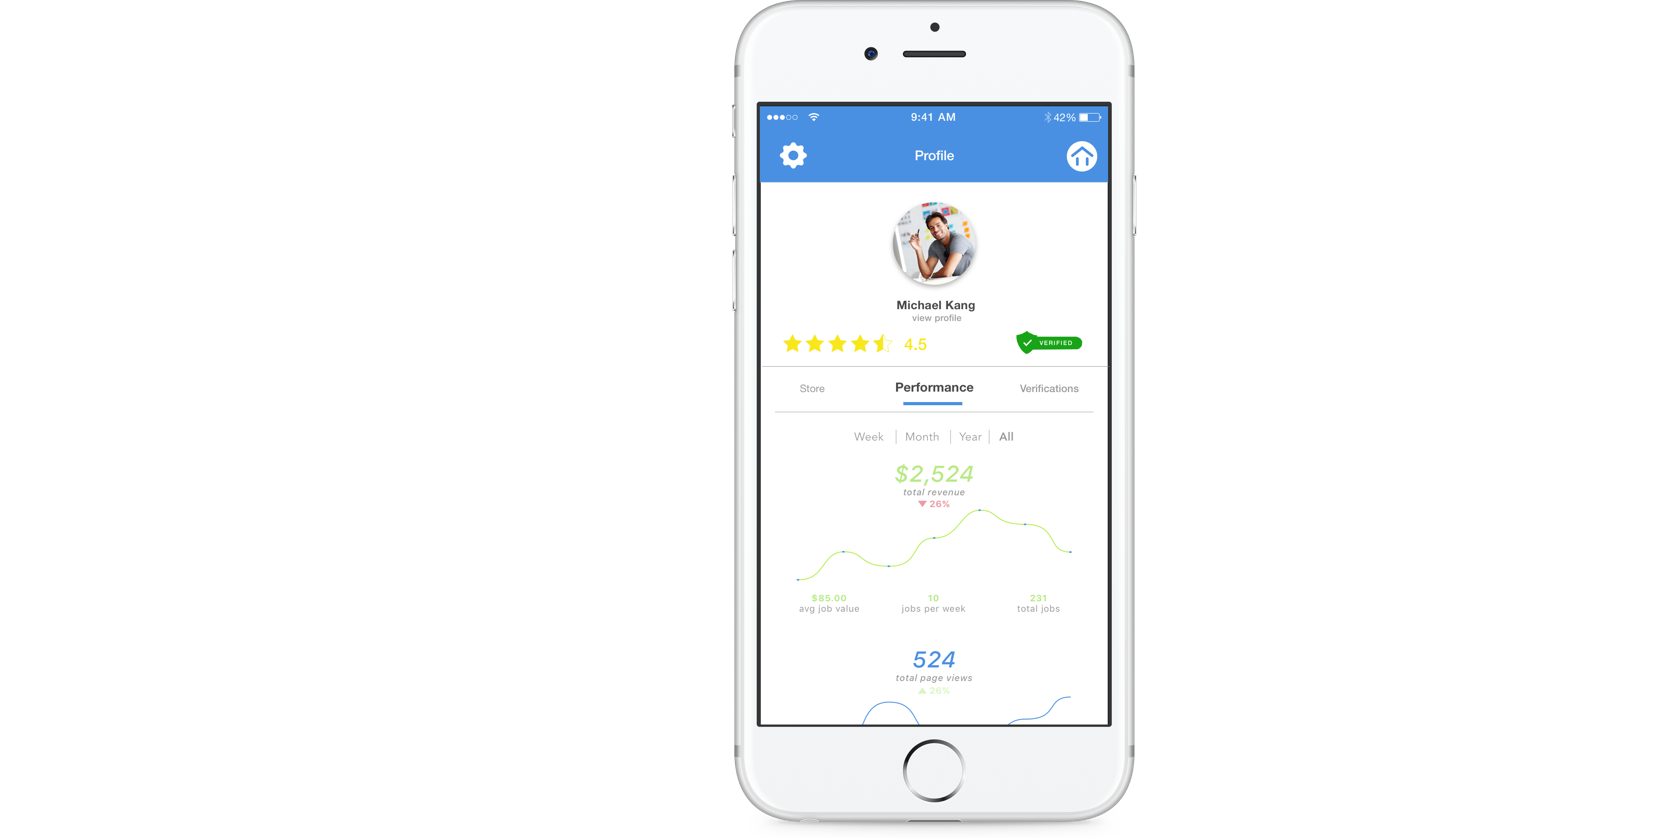 9:41 AM
42%
Profile
Michael Kang
view profile
4.5
VERIFIED
Store
Performance
Verifications
Week
Month
Year
All
$2,524
total revenue
26%
$85.00
10
231
avg job value
jobs per week
total jobs
524
total page views
26%